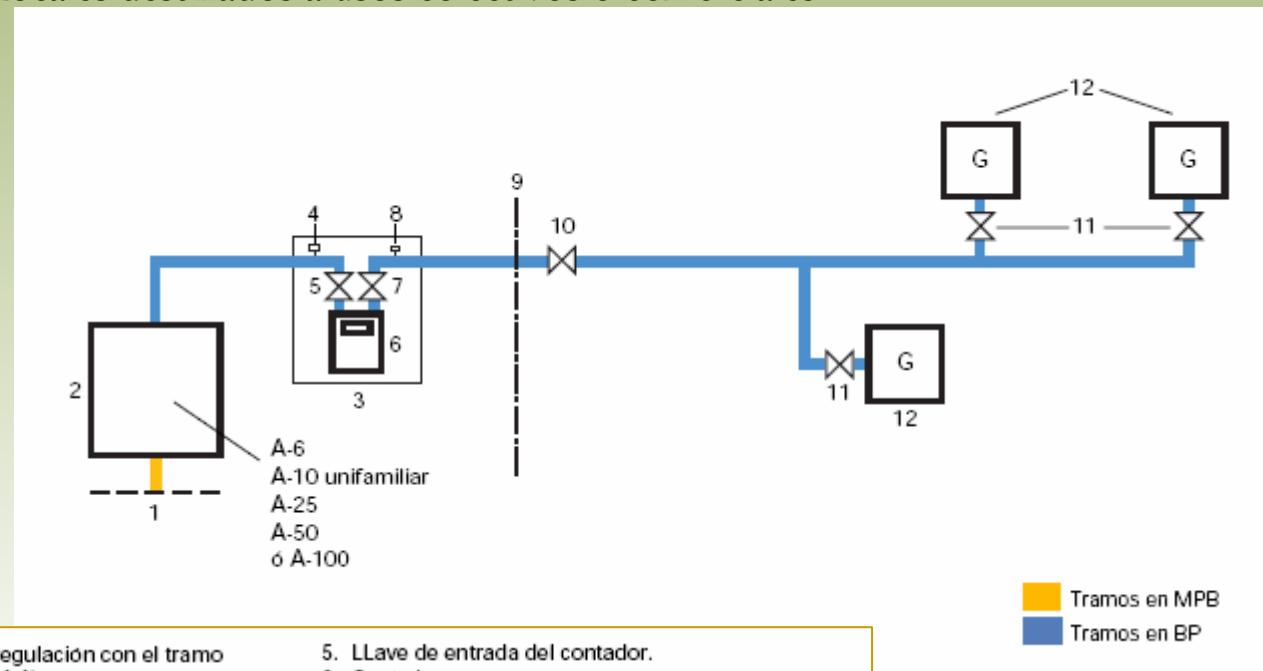 12
G
G
9
4
8
10
11
5
7
6
G
2
3
11
12
A-6
A-10 unifamiliar
A-25
A-50
ó A-100
1
Tramos en MPB
Tramos en BP
egulación con el tramo
5. LLave de entrada del contador.